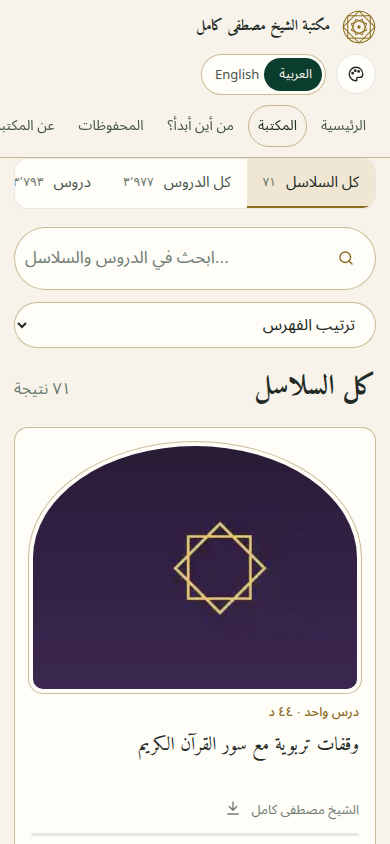 مكتبة الشيخ مصطفى كامل
العربية English
الرئيسية المكتبة من أين أبدأ؟ المحفوظات عن المكتب
كل السلاسل ٧١ كل الدروس ٣٬٩٧٧ دروس ٣٬٧٩٣
ابحث في الدروس والسلاسل...
ترتيب الفهرس
كل السلاسل ٧١ نتيجة
درس واحد · ٤٤ د
وقفات تربوية مع سور القرآن الكريم
الشيخ مصطفى كامل